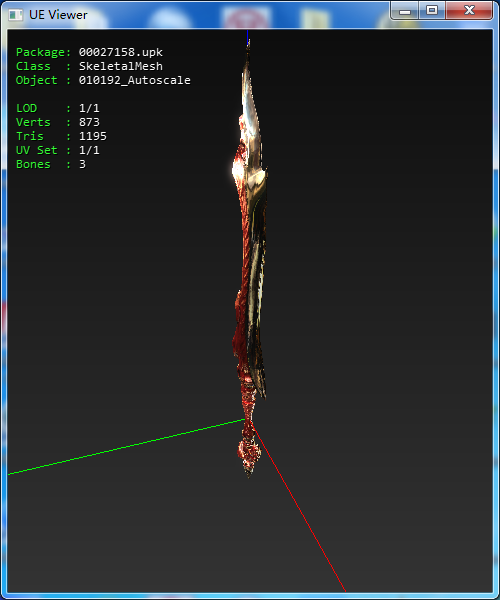 UE Viewer
Package: 00027158.upk
Class : SkeletalMesh
Object : 010192_Autoscale
LOD : 1/1
Verts : 873
Tris : 1195
UV Set : 1/1
Bones : 3